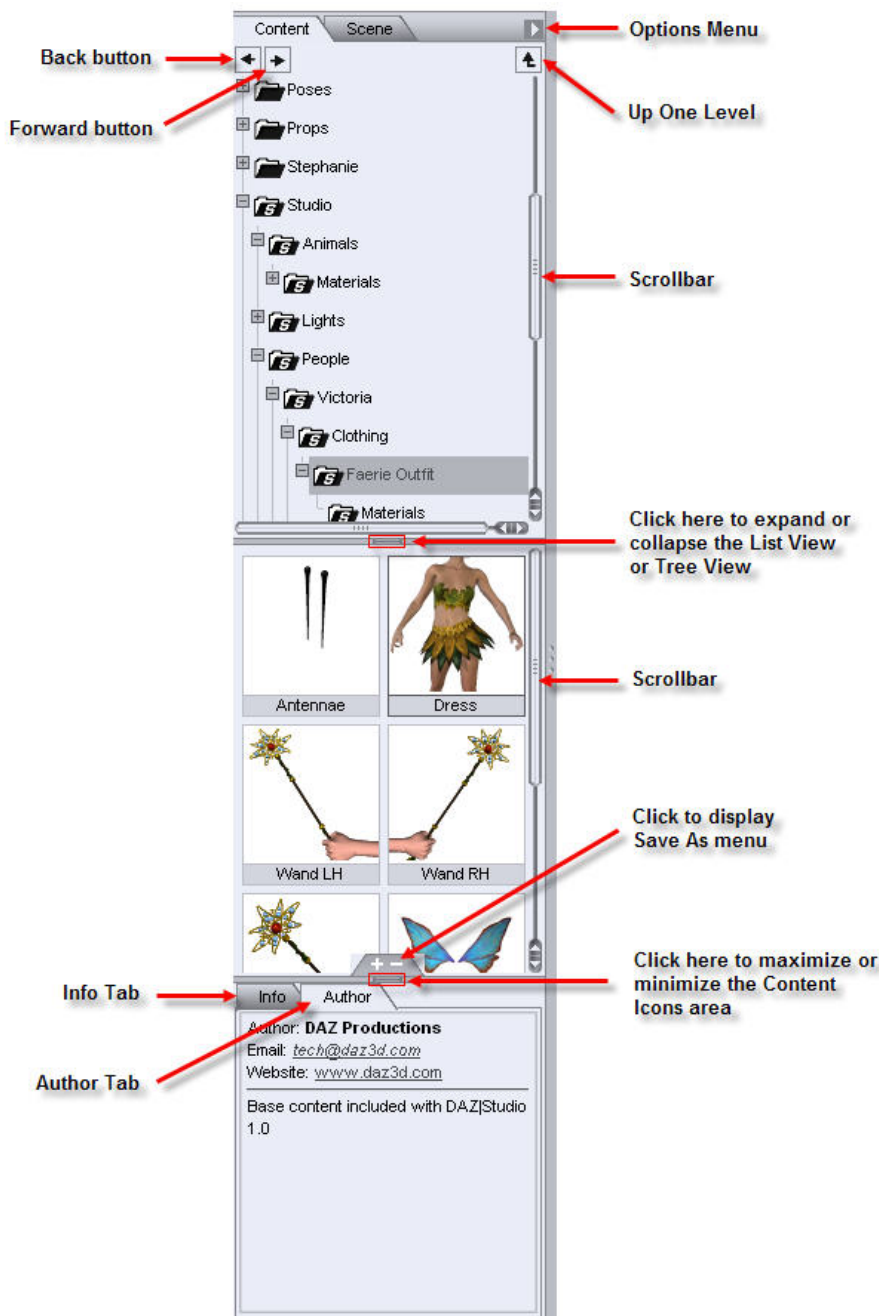 Content
Scene
Options Menu
Back button
Forward button
Up One Level
Poses
Props
Stephanie
Studio
Animals
Materials
Scrollbar
Lights
People
Victoria
Clothing
Faerie Outfit
Materials
Click here to expand or
collapse the List View
or Tree View
Antennae
Dress
Scrollbar
Wand LH
Wand RH
Click to display
Save As menu
Click here to maximize or
minimize the Content
Icons area
Info Tab
Info
Author
Author Tab
Author: DAZ Productions
Email: tech@daz3d.com
Website: www.daz3d.com
Base content included with DAZ|Studio
1.0